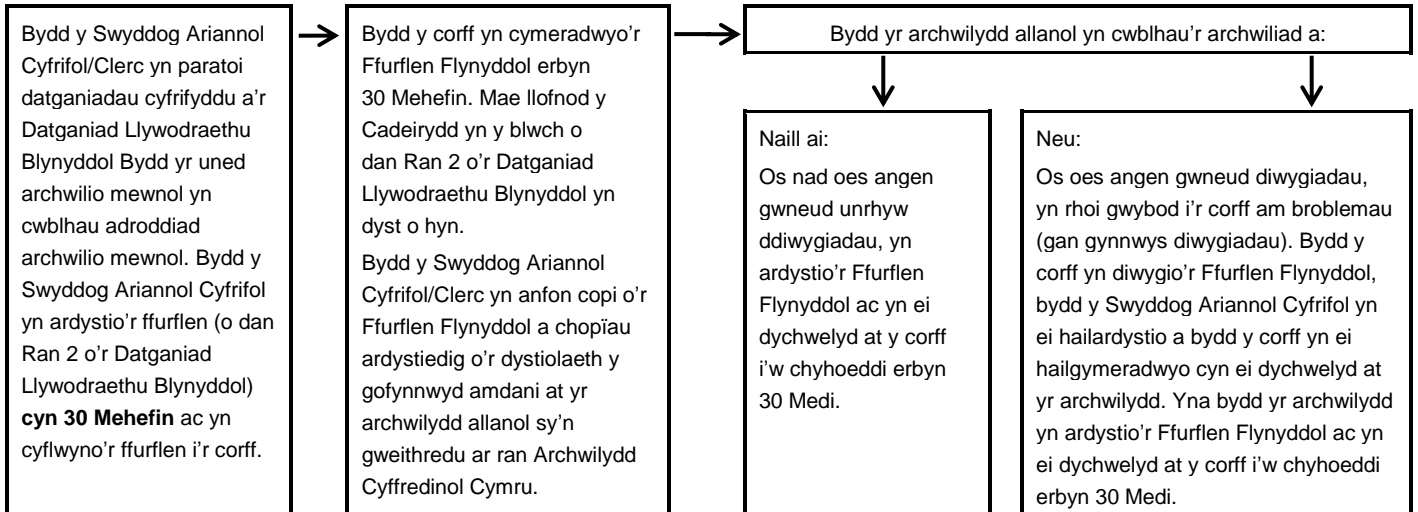 Bydd y Swyddog Ariannol
Cyfrifol/Clerc yn paratoi
datganiadau cyfrifyddu a'r
Datganiad Llywodraethu
Blynyddol Bydd yr uned
archwilio mewnol yn
cwblhau adroddiad
archwilio mewnol. Bydd y
Swyddog Ariannol Cyfrifol
yn ardystio'r ffurflen (o dan
Ran 2 o'r Datganiad
Llywodraethu Blynyddol)
cyn 30 Mehefin ac yn
cyflwyno'r ffurflen i'r corff.
Bydd y corff yn cymeradwyo'r
Ffurflen Flynyddol erbyn
30 Mehefin. Mae llofnod y
Cadeirydd yn y blwch o
dan Ran 2 o'r Datganiad
Llywodraethu Blynyddol yn
dyst o hyn.
Bydd y Swyddog Ariannol
Cyfrifol/Clerc yn anfon copi o'r
Ffurflen Flynyddol a chopïau
ardystiedig o'r dystiolaeth y
gofynnwyd amdani at yr
archwilydd allanol sy'n
gweithredu ar ran Archwilydd
Cyffredinol Cymru.
Bydd yr archwilydd allanol yn cwblhau'r archwiliad a:
Naill ai:
Os nad oes angen
gwneud unrhyw
ddiwygiadau, yn
ardystio'r Ffurflen
Flynyddol ac yn ei
dychwelyd at y corff
i'w chyhoeddi erbyn
30 Medi.
Neu:
Os oes angen gwneud diwygiadau,
yn rhoi gwybod i'r corff am broblemau
(gan gynnwys diwygiadau). Bydd y
corff yn diwygio'r Ffurflen Flynyddol,
bydd y Swyddog Ariannol Cyfrifol yn
ei hailardystio a bydd y corff yn ei
hailgymeradwyo cyn ei dychwelyd at
yr archwilydd. Yna bydd yr archwilydd
yn ardystio'r Ffurflen Flynyddol ac yn
ei dychwelyd at y corff i'w chyhoeddi
erbyn 30 Medi.